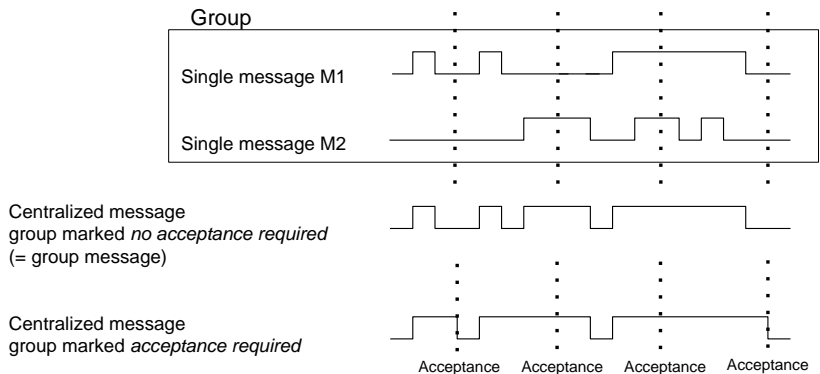 Group
Single message M1
Single message M2
Centralized message
group marked no acceptance required
(= group message)
Centralized message
group marked acceptance required
Acceptance Acceptance Acceptance Acceptance